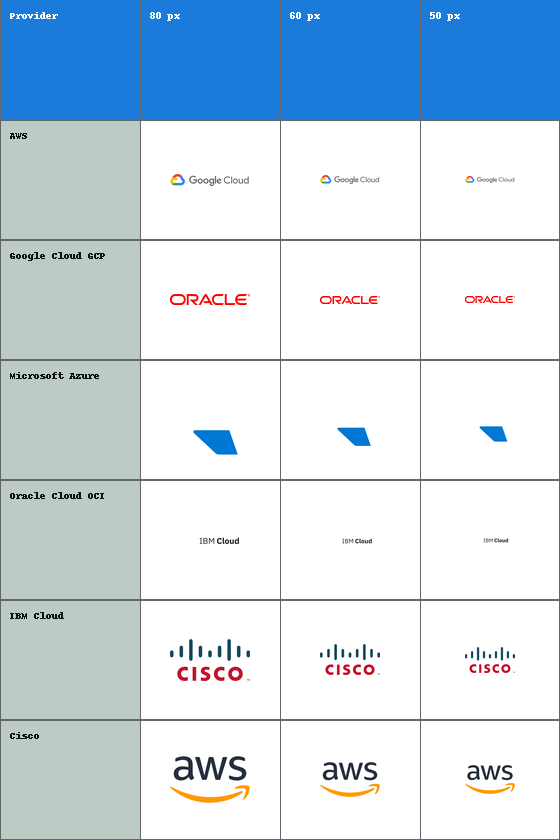 Provider 80 px 60 px 50 px
AWS Google Cloud Google Cloud Google Cloud
Google Cloud GCP ORACLE ORACLE ORACLE
Microsoft Azure
Oracle Cloud OCI IBM Cloud IBM Cloud IBM Cloud
IBM Cloud CISCO CISCO CISCO
Cisco aws aws aws